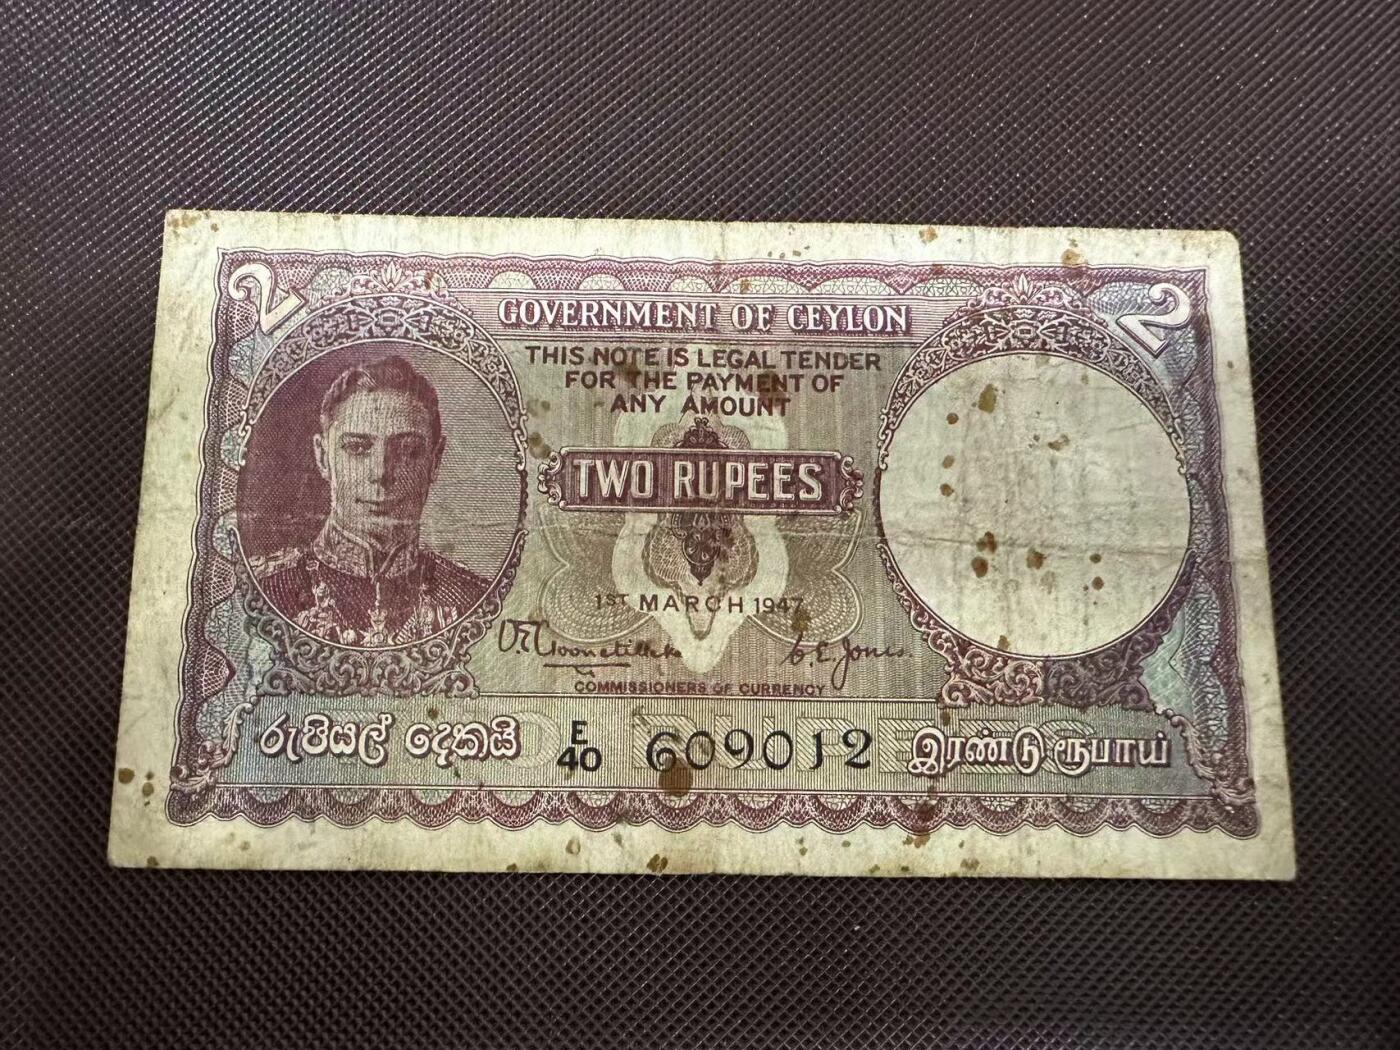 2 2
GOVERNMENT OF CEYLON
THIS NOTE IS LEGAL TENDER
FOR THE PAYMENT OF
ANY AMOUNT
TWO RUPEES
1ST MARCH 1947
C.E. Jones.
COMMISSIONERS OF CURRENCY
රුපියල් දෙකයි E/40 609012 இரண்டு ரூபாய்